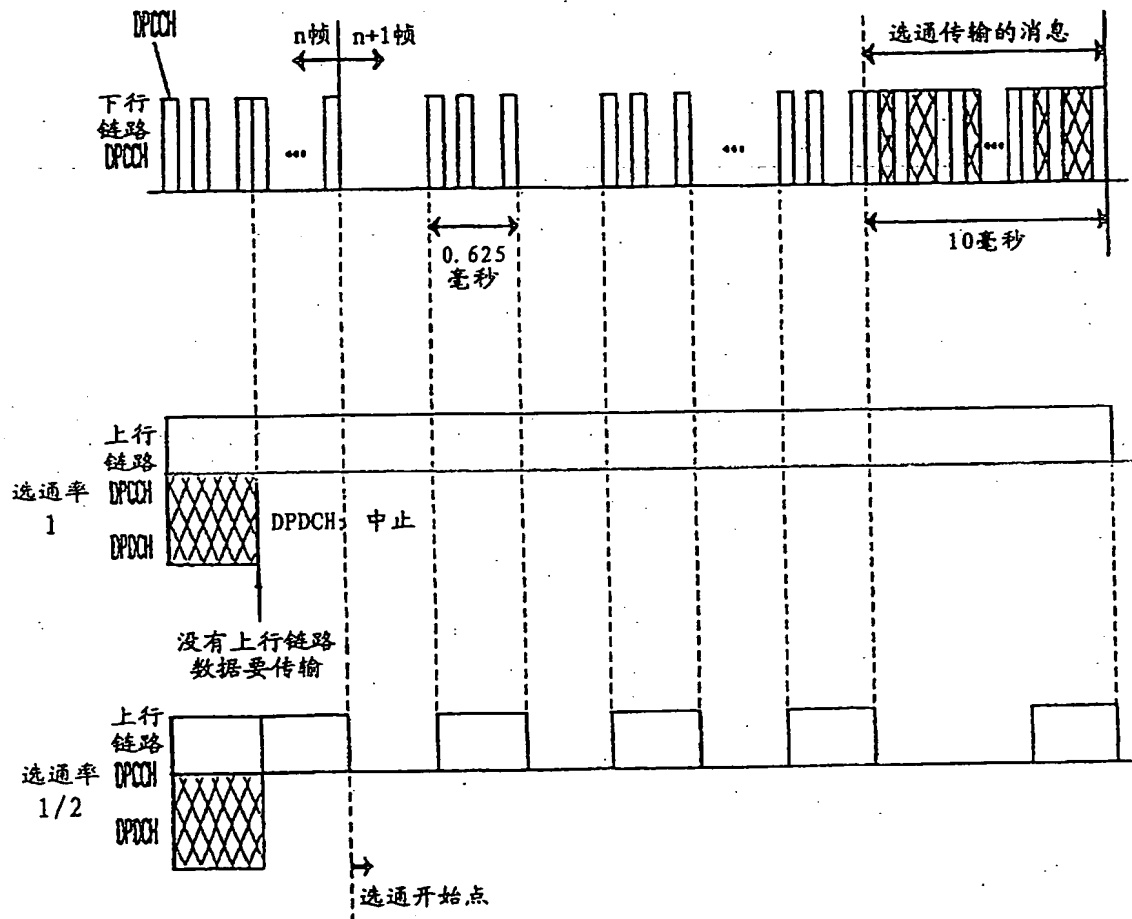 DPCCH
n帧 n+1帧
选通传输的消息
下行
链路
DPCCH
...
...
...
0.625
毫秒
10毫秒
上行
链路
选通率 DPCCH
1
DPDCH: 中止
DPDCH
没有上行链路
数据要传输
上行
链路
选通率 DPCCH
1/2
DPDCH
选通开始点